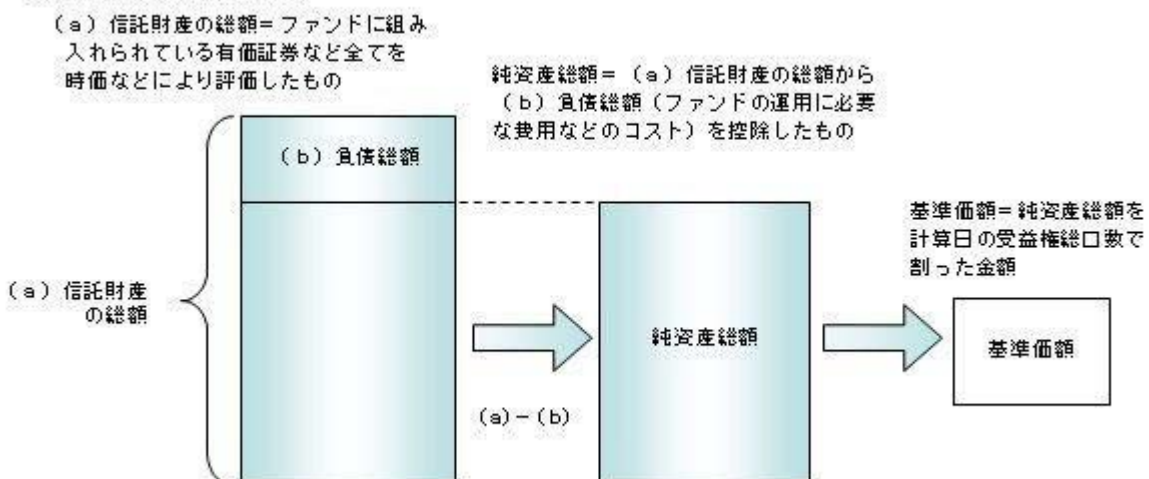 (a)信託財産の総額=ファンドに組み
入れられている有価証券など全てを
時価などにより評価したもの
純資産総額=(a)信託財産の総額から
(b)負債総額(ファンドの運用に必要
な費用などのコスト)を控除したもの
(b)負債総額
基準価額=純資産総額を
計算日の受益権総口数で
割った金額
(a)信託財産
の総額
純資産総額
基準価額
(a)-(b)